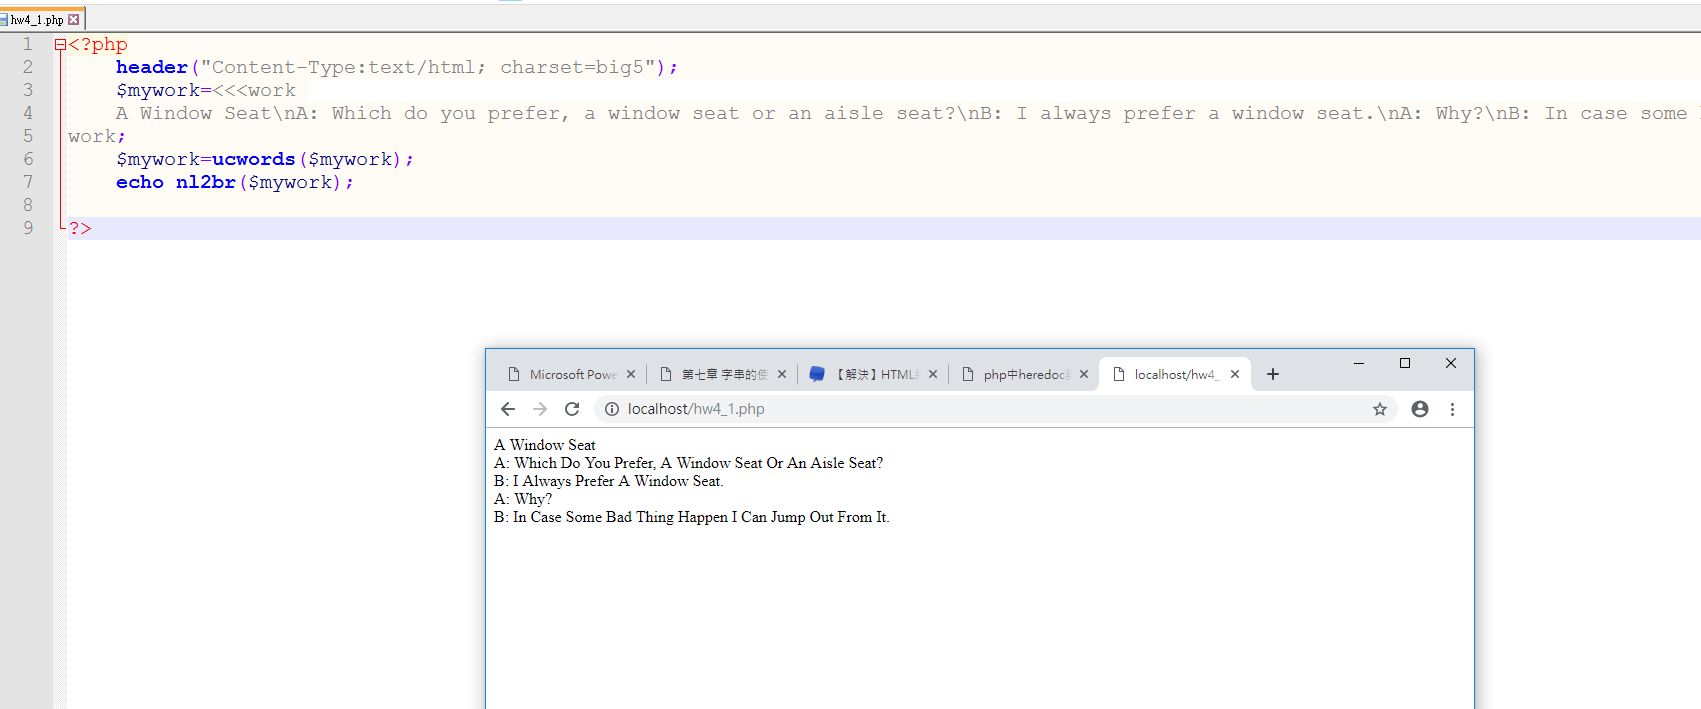 hw4_1.php
1 <?php
2 header("Content-Type:text/html; charset=big5");
3 $mywork=<<<work
4 A Window Seat\nA: Which do you prefer, a window seat or an aisle seat?\nB: I always prefer a window seat.\nA: Why?\nB: In case some
5 work;
6 $mywork=ucwords($mywork);
7 echo nl2br($mywork);
8
9 ?>
Microsoft Powe 第七章 字串的使 【解決】HTML php中heredoc localhost/hw4_
localhost/hw4_1.php
A Window Seat
A: Which Do You Prefer, A Window Seat Or An Aisle Seat?
B: I Always Prefer A Window Seat.
A: Why?
B: In Case Some Bad Thing Happen I Can Jump Out From It.